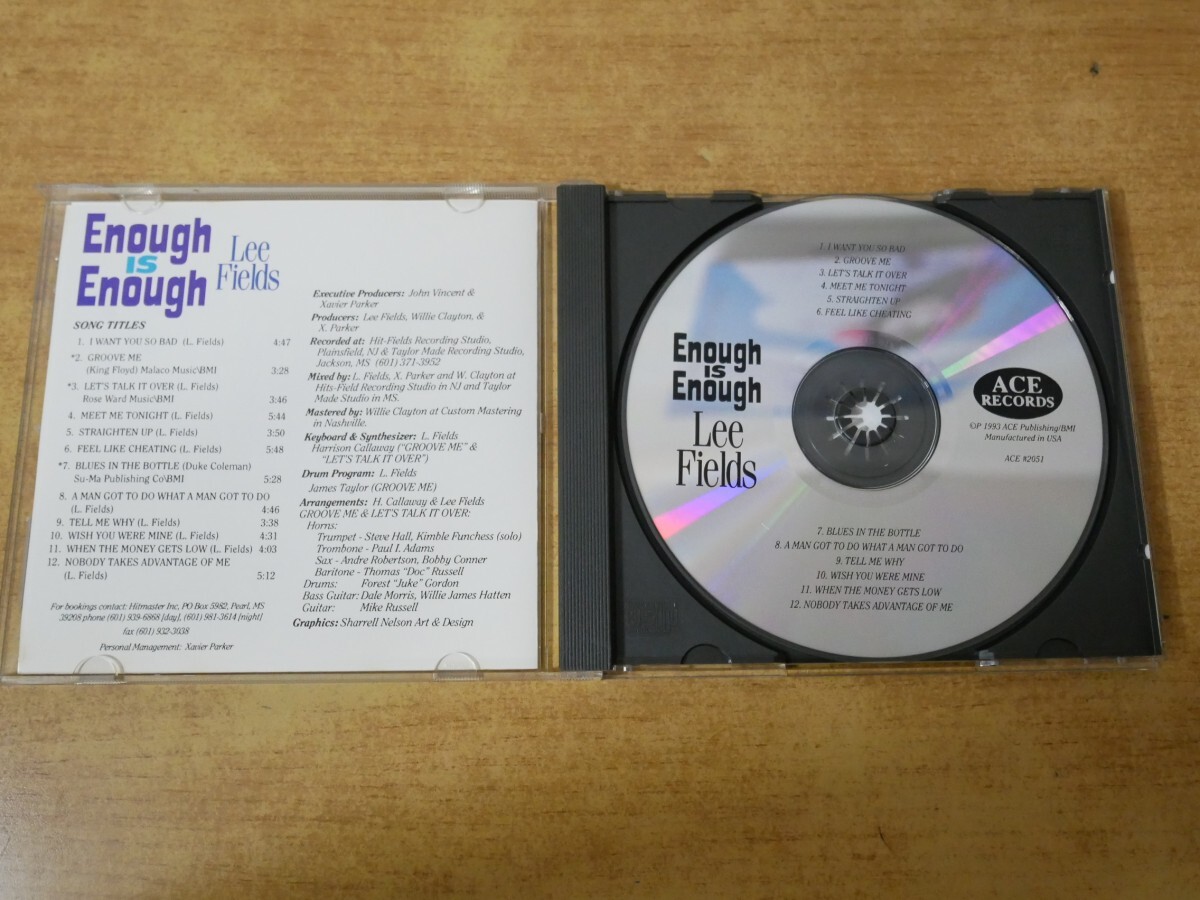 Enough
IS
Enough
Lee
Fields
SONG TITLES
1. I WANT YOU SO BAD (L. Fields) 4:47
*2. GROOVE ME
(King Floyd) Malaco Music\BMI 3:28
*3. LET'S TALK IT OVER (L. Fields)
Rose Ward Music\BMI 3:46
4. MEET ME TONIGHT (L. Fields) 5:44
5. STRAIGHTEN UP (L. Fields) 3:50
6. FEEL LIKE CHEATING (L. Fields) 5:48
*7. BLUES IN THE BOTTLE (Duke Coleman)
Su-Ma Publishing Co\BMI 5:28
8. A MAN GOT TO DO WHAT A MAN GOT TO DO
(L. Fields) 4:46
9. TELL ME WHY (L. Fields) 3:38
10. WISH YOU WERE MINE (L. Fields) 4:31
11. WHEN THE MONEY GETS LOW (L. Fields) 4:03
12. NOBODY TAKES ADVANTAGE OF ME
(L. Fields) 5:12
For bookings contact: Hitmaster Inc, PO Box 5982, Pearl, MS
39208 phone (601) 939-6868 [day], (601) 981-3614 [night]
fax (601) 932-3038
Personal Management: Xavier Parker
Executive Producers: John Vincent &
Xavier Parker
Producers: Lee Fields, Willie Clayton, &
X. Parker
Recorded at: Hit-Fields Recording Studio,
Plainsfield, NJ & Taylor Made Recording Studio,
Jackson, MS (601) 371-3952
Mixed by: L. Fields, X. Parker and W. Clayton at
Hits-Field Recording Studio in NJ and Taylor
Made Studio in MS.
Mastered by: Willie Clayton at Custom Mastering
in Nashville.
Keyboard & Synthesizer: L. Fields
Harrison Callaway ("GROOVE ME" &
"LET'S TALK IT OVER")
Drum Program: L. Fields
James Taylor (GROOVE ME)
Arrangements: H. Callaway & Lee Fields
GROOVE ME & LET'S TALK IT OVER:
Horns:
Trumpet - Steve Hall, Kimble Funchess (solo)
Trombone - Paul I. Adams
Sax - Andre Robertson, Bobby Conner
Baritone - Thomas "Doc" Russell
Drums: Forest "Juke" Gordon
Bass Guitar: Dale Morris, Willie James Hatten
Guitar: Mike Russell
Graphics: Sharrell Nelson Art & Design
1. I WANT YOU SO BAD
2. GROOVE ME
3. LET'S TALK IT OVER
4. MEET ME TONIGHT
5. STRAIGHTEN UP
6. FEEL LIKE CHEATING
Enough
IS
Enough
Lee
Fields
ACE
RECORDS
©P 1993 ACE Publishing/BMI
Manufactured in USA
ACE #2051
7. BLUES IN THE BOTTLE
8. A MAN GOT TO DO WHAT A MAN GOT TO DO
9. TELL ME WHY
10. WISH YOU WERE MINE
11. WHEN THE MONEY GETS LOW
12. NOBODY TAKES ADVANTAGE OF ME